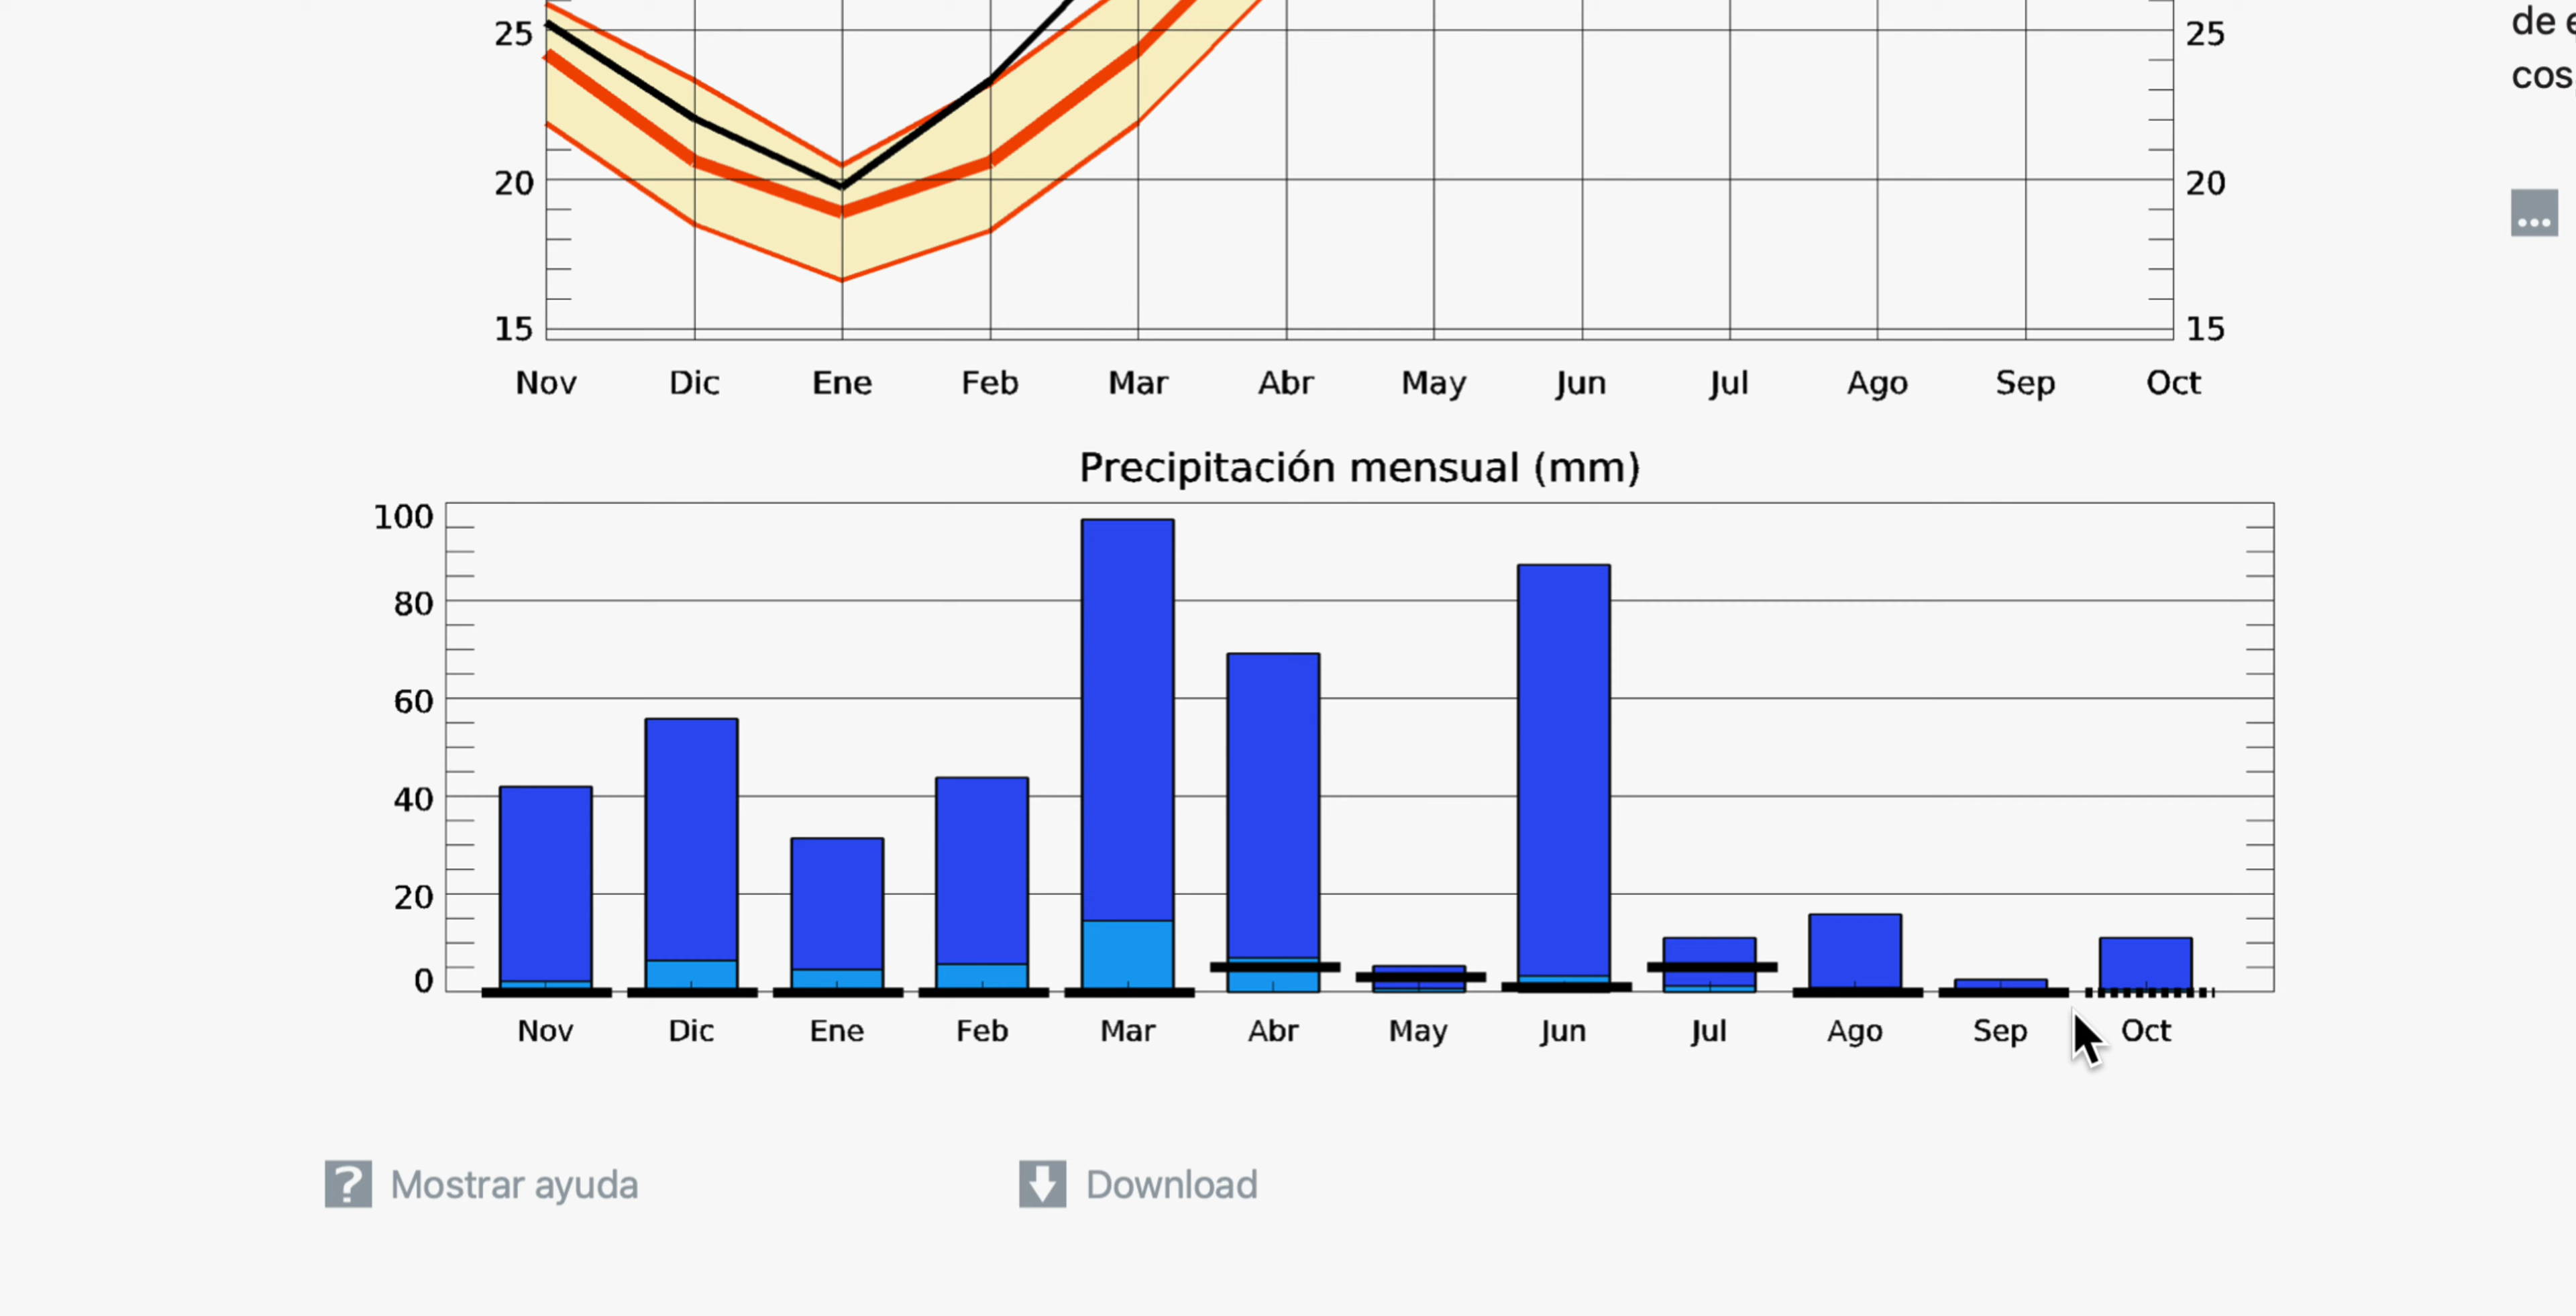 25 25
20 20
15 15
Nov Dic Ene Feb Mar Abr May Jun Jul Ago Sep Oct
Precipitación mensual (mm)
100
80
60
40
20
0
Nov Dic Ene Feb Mar Abr May Jun Jul Ago Sep Oct
? Mostrar ayuda Download
de
cos
...